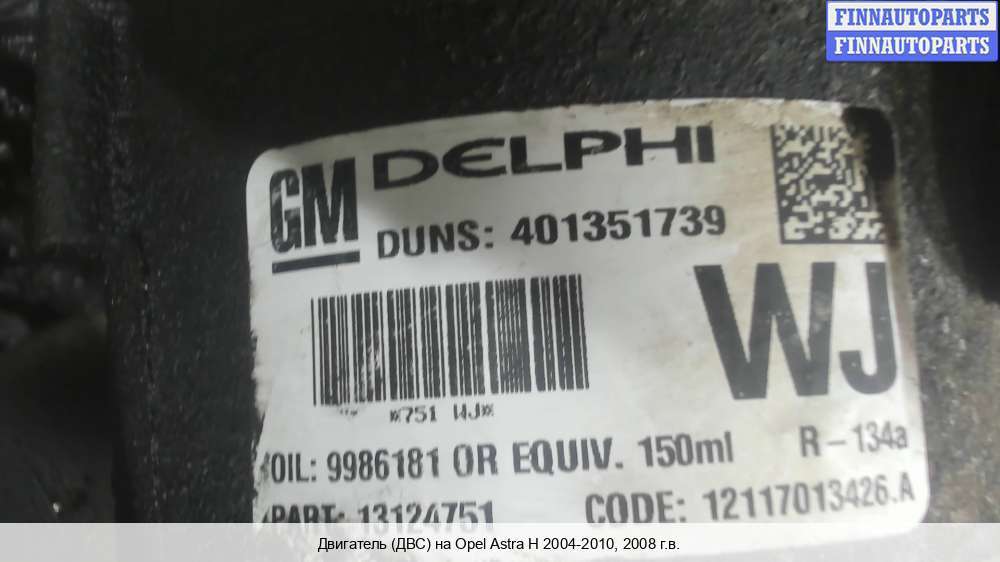 FINNAUTOPARTS
FINNAUTOPARTS
GM DELPHI
DUNS: 401351739
WJ
*751 WJ*
OIL: 9986181 OR EQUIV. 150ml R-134a
PART: 13124751 CODE: 12117013426.A
Двигатель (ДВС) на Opel Astra H 2004-2010, 2008 г.в.